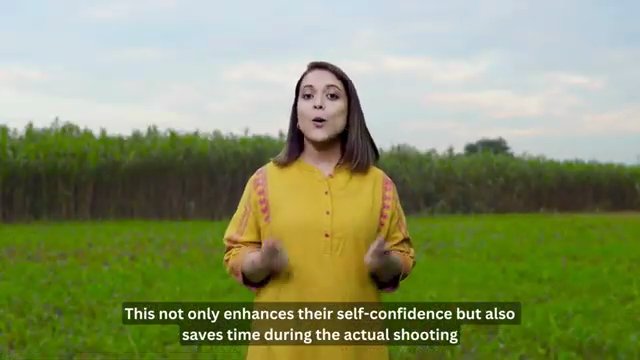 This not only enhances their self-confidence but also
saves time during the actual shooting